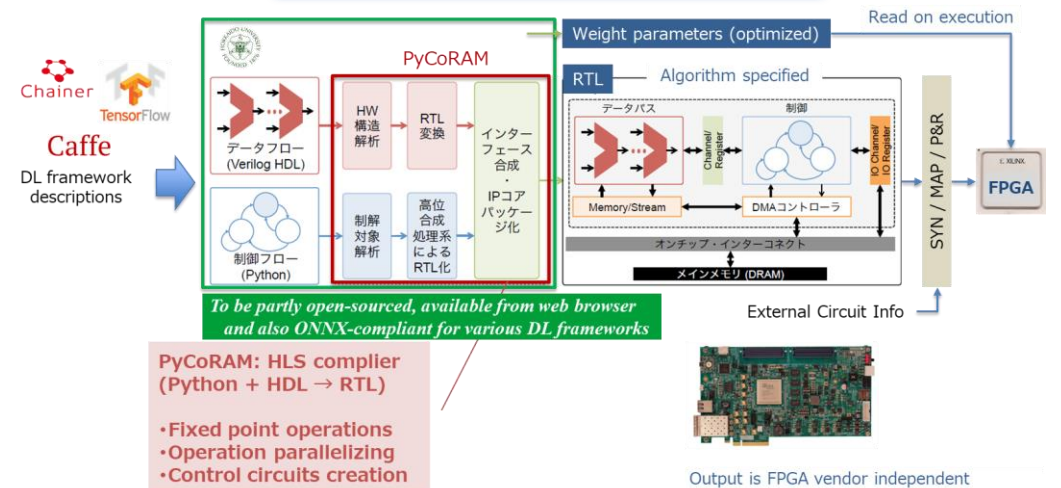 Read on execution
Weight parameters (optimized)
HOKKAIDO UNIVERSITY
FOUNDED 1876
PyCoRAM
Chainer
TensorFlow
Caffe
DL framework
descriptions
データフロー
(Verilog HDL)
HW
構造
解析
RTL
変換
インター
フェース
合成
・
IPコア
パッケー
ジ化
制御フロー
(Python)
制解
対象
解析
高位
合成
処理系
による
RTL化
RTL
Algorithm specified
データパス
制御
Channel/
Register
IO Channel/
IO Register
Memory/Stream
DMAコントローラ
オンチップ・インターコネクト
メインメモリ (DRAM)
SYN / MAP / P&R
XILINX
FPGA
External Circuit Info
To be partly open-sourced, available from web browser
and also ONNX-compliant for various DL frameworks
PyCoRAM: HLS complier
(Python + HDL → RTL)
•Fixed point operations
•Operation parallelizing
•Control circuits creation
Output is FPGA vendor independent